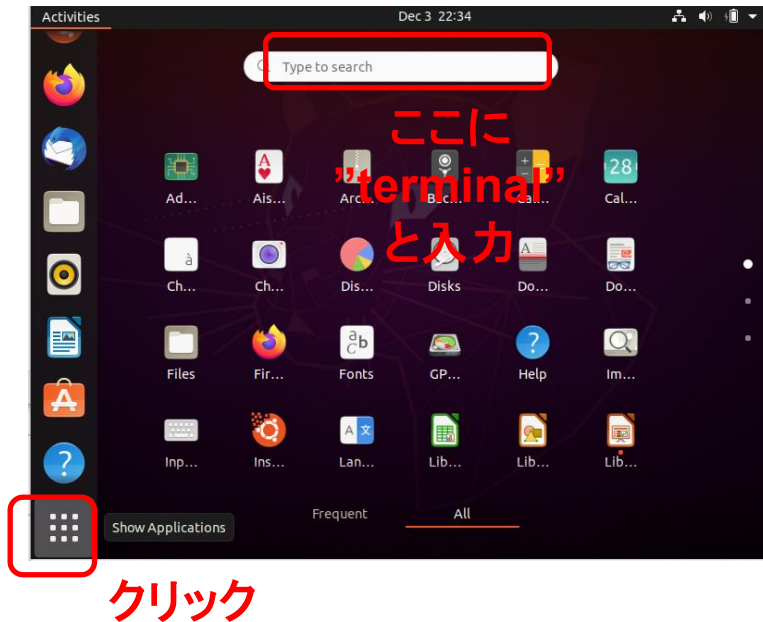 Activities
Dec 3 22:34
Type to search
ここに
”terminal”
と入力
28
Ad...
Ais...
Arc...
Bac...
Cal...
Cal...
Ch...
Ch...
Dis...
Disks
Do...
Do...
Files
Fir...
Fonts
GP...
Help
Im...
Inp...
Ins...
Lan...
Lib...
Lib...
Lib...
Show Applications
Frequent
All
クリック